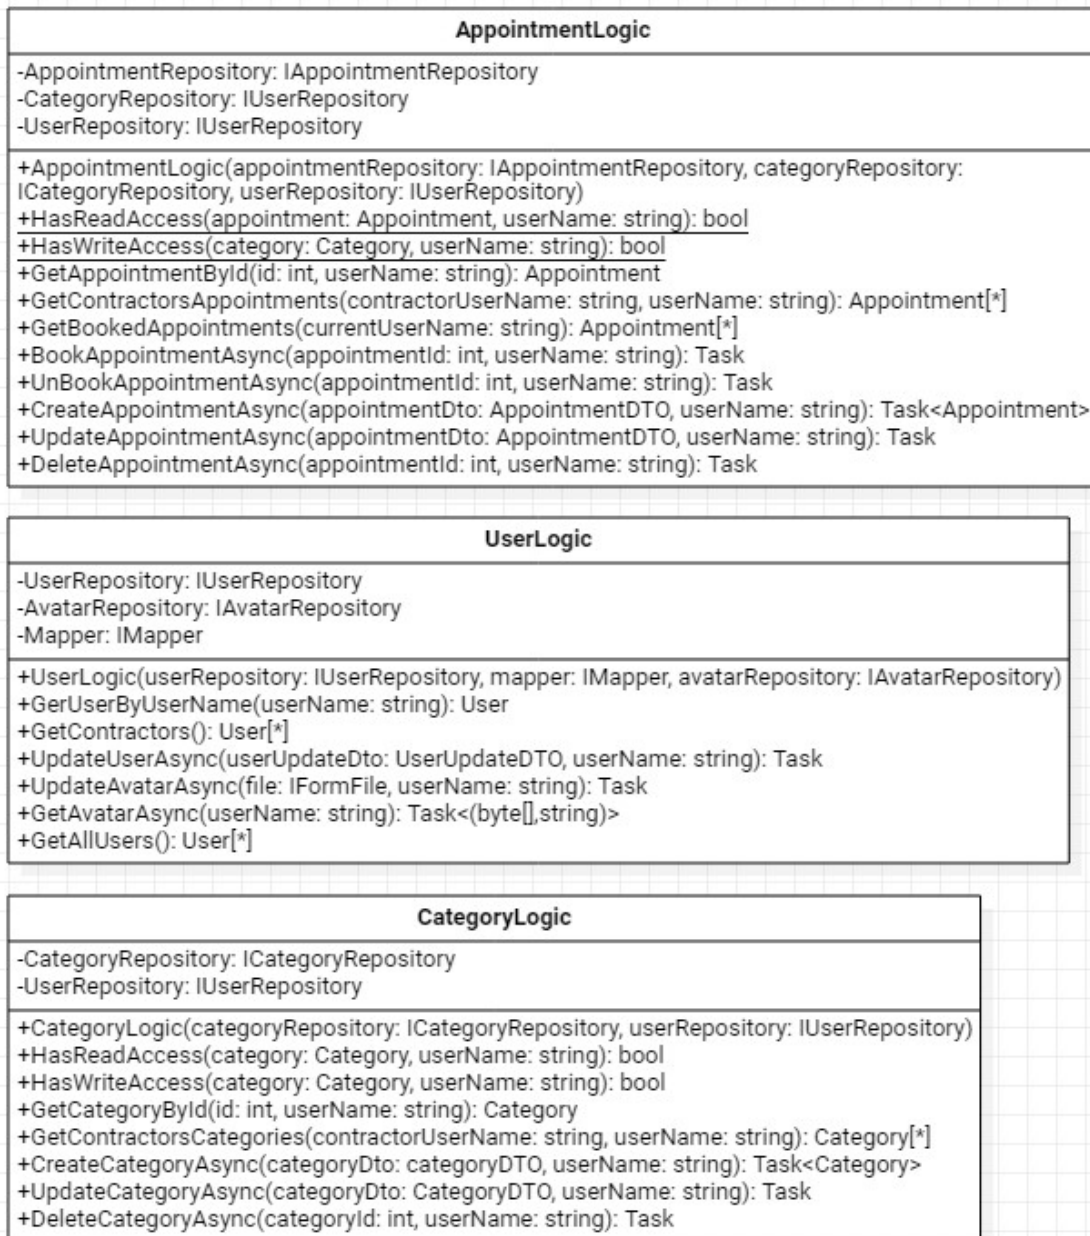 AppointmentLogic
-AppointmentRepository: IAppointmentRepository
-CategoryRepository: IUserRepository
-UserRepository: IUserRepository
+AppointmentLogic(appointmentRepository: IAppointmentRepository, categoryRepository:
ICategoryRepository, userRepository: IUserRepository)
+HasReadAccess(appointment: Appointment, userName: string): bool
+HasWriteAccess(category: Category, userName: string): bool
+GetAppointmentById(id: int, userName: string): Appointment
+GetContractorsAppointments(contractorUserName: string, userName: string): Appointment[*]
+GetBookedAppointments(currentUserName: string): Appointment[*]
+BookAppointmentAsync(appointmentId: int, userName: string): Task
+UnBookAppointmentAsync(appointmentId: int, userName: string): Task
+CreateAppointmentAsync(appointmentDto: AppointmentDTO, userName: string): Task<Appointment>
+UpdateAppointmentAsync(appointmentDto: AppointmentDTO, userName: string): Task
+DeleteAppointmentAsync(appointmentId: int, userName: string): Task
UserLogic
-UserRepository: IUserRepository
-AvatarRepository: IAvatarRepository
-Mapper: IMapper
+UserLogic(userRepository: IUserRepository, mapper: IMapper, avatarRepository: IAvatarRepository)
+GerUserByUserName(userName: string): User
+GetContractors(): User[*]
+UpdateUserAsync(userUpdateDto: UserUpdateDTO, userName: string): Task
+UpdateAvatarAsync(file: IFormFile, userName: string): Task
+GetAvatarAsync(userName: string): Task<(byte[],string)>
+GetAllUsers(): User[*]
CategoryLogic
-CategoryRepository: ICategoryRepository
-UserRepository: IUserRepository
+CategoryLogic(categoryRepository: ICategoryRepository, userRepository: IUserRepository)
+HasReadAccess(category: Category, userName: string): bool
+HasWriteAccess(category: Category, userName: string): bool
+GetCategoryById(id: int, userName: string): Category
+GetContractorsCategories(contractorUserName: string, userName: string): Category[*]
+CreateCategoryAsync(categoryDto: categoryDTO, userName: string): Task<Category>
+UpdateCategoryAsync(categoryDto: CategoryDTO, userName: string): Task
+DeleteCategoryAsync(categoryId: int, userName: string): Task